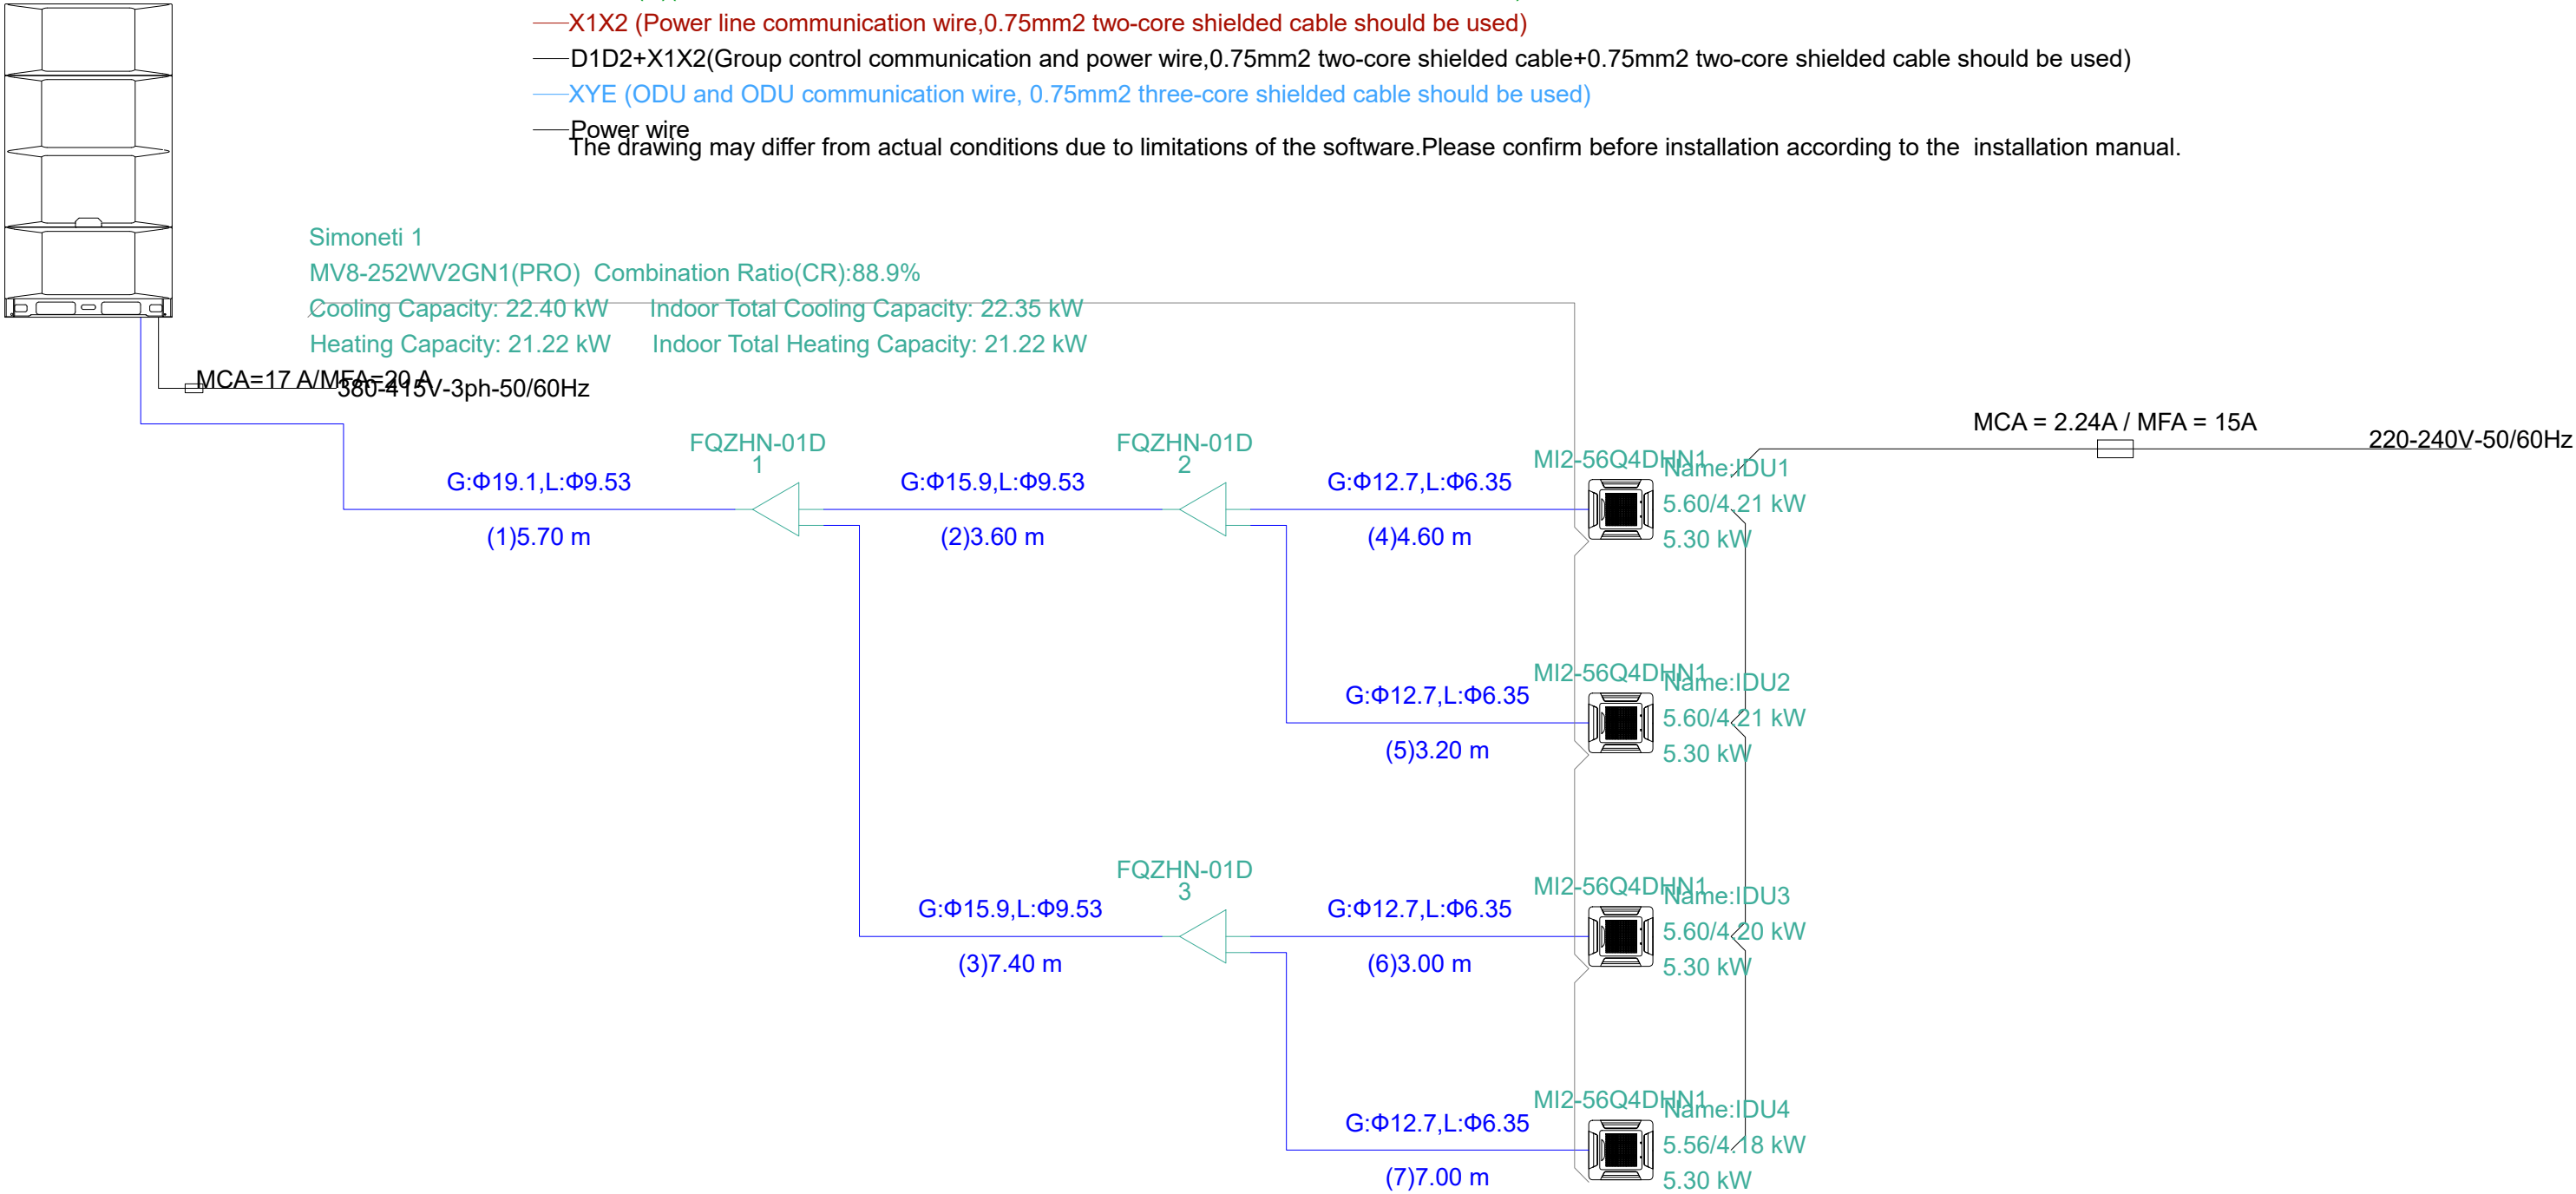 X1X2 (Power line communication wire,0.75mm2 two-core shielded cable should be used)
D1D2+X1X2(Group control communication and power wire,0.75mm2 two-core shielded cable+0.75mm2 two-core shielded cable should be used)
XYE (ODU and ODU communication wire, 0.75mm2 three-core shielded cable should be used)
Power wire
The drawing may differ from actual conditions due to limitations of the software.Please confirm before installation according to the  installation manual.
Simoneti 1
MV8-252WV2GN1(PRO)  Combination Ratio(CR):88.9%
Cooling Capacity: 22.40 kW      Indoor Total Cooling Capacity: 22.35 kW
Heating Capacity: 21.22 kW      Indoor Total Heating Capacity: 21.22 kW
MCA=17 A/MFA=20 A
380-415V-3ph-50/60Hz
MCA = 2.24A / MFA = 15A
220-240V-50/60Hz
FQZHN-01D
1
FQZHN-01D
2
G:Φ19.1,L:Φ9.53
(1)5.70 m
G:Φ15.9,L:Φ9.53
(2)3.60 m
G:Φ12.7,L:Φ6.35
(4)4.60 m
MI2-56Q4DHN1
Name:IDU1
5.60/4.21 kW
5.30 kW
G:Φ12.7,L:Φ6.35
(5)3.20 m
MI2-56Q4DHN1
Name:IDU2
5.60/4.21 kW
5.30 kW
FQZHN-01D
3
G:Φ15.9,L:Φ9.53
(3)7.40 m
G:Φ12.7,L:Φ6.35
(6)3.00 m
MI2-56Q4DHN1
Name:IDU3
5.60/4.20 kW
5.30 kW
G:Φ12.7,L:Φ6.35
(7)7.00 m
MI2-56Q4DHN1
Name:IDU4
5.56/4.18 kW
5.30 kW